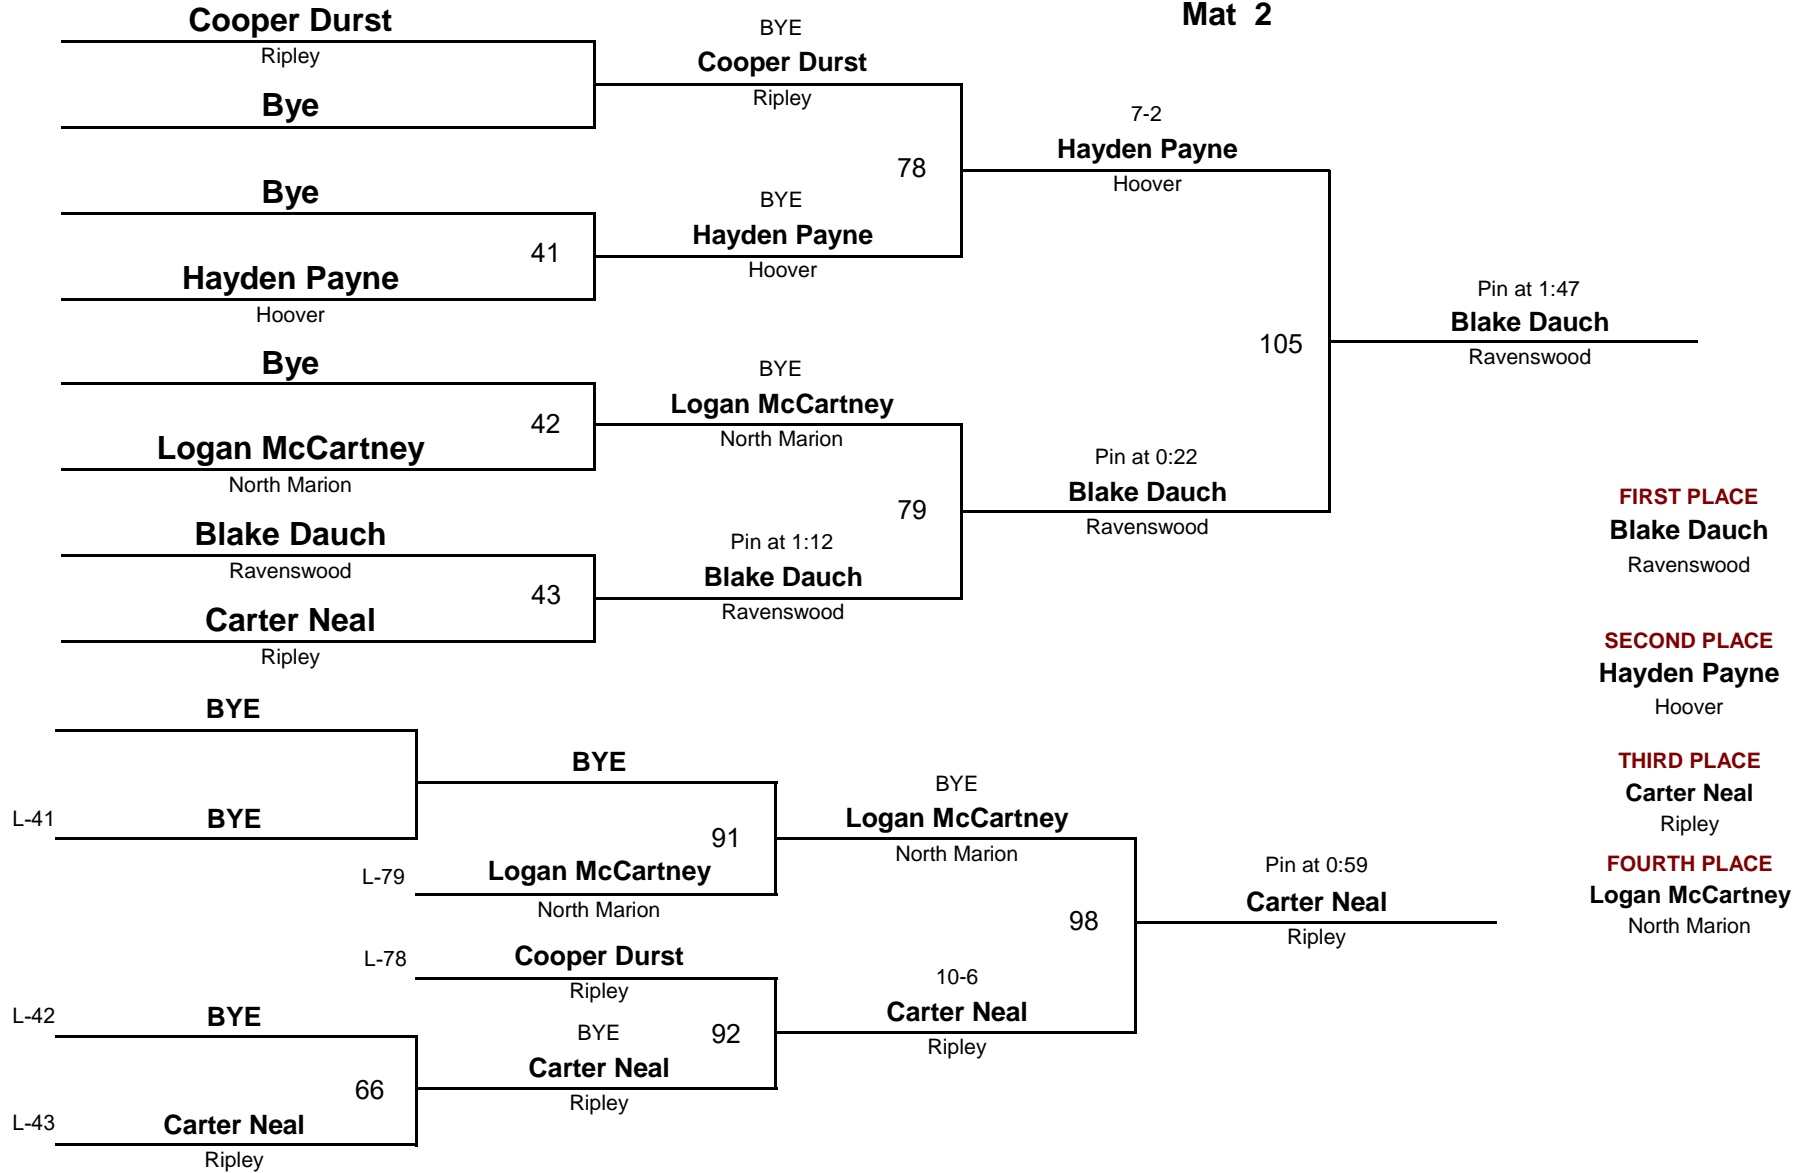 Mat 2
Cooper Durst
Ripley
Bye
Bye
Hayden Payne
Hoover
41
Bye
Logan McCartney
North Marion
42
Blake Dauch
Ravenswood
43
Carter Neal
Ripley
BYE
Cooper Durst
Ripley
78
BYE
Hayden Payne
Hoover
BYE
Logan McCartney
North Marion
79
Pin at 1:12
Blake Dauch
Ravenswood
7-2
Hayden Payne
Hoover
105
Pin at 0:22
Blake Dauch
Ravenswood
Pin at 1:47
Blake Dauch
Ravenswood
FIRST PLACE
Blake Dauch
Ravenswood
SECOND PLACE
Hayden Payne
Hoover
THIRD PLACE
Carter Neal
Ripley
FOURTH PLACE
Logan McCartney
North Marion
BYE
L-41
BYE
L-42
BYE
66
L-43
Carter Neal
Ripley
BYE
91
L-79
Logan McCartney
North Marion
L-78
Cooper Durst
Ripley
92
BYE
Carter Neal
Ripley
BYE
Logan McCartney
North Marion
98
10-6
Carter Neal
Ripley
Pin at 0:59
Carter Neal
Ripley